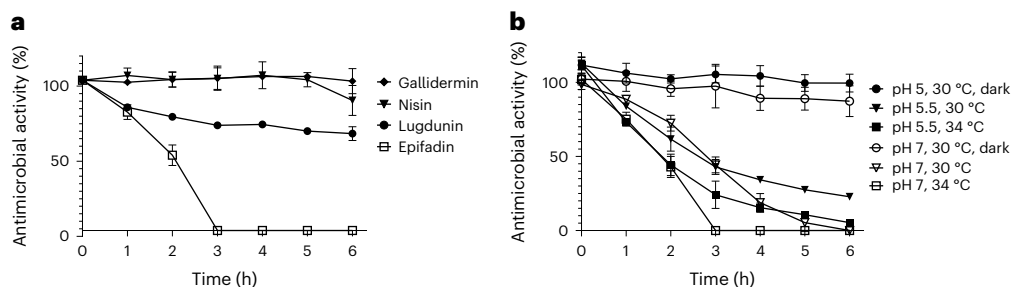 a
Antimicrobial activity (%)
100
50
0
0 1 2 3 4 5 6
Time (h)
Gallidermin
Nisin
Lugdunin
Epifadin
b
Antimicrobial activity (%)
100
50
0
0 1 2 3 4 5 6
Time (h)
pH 5, 30 °C, dark
pH 5.5, 30 °C
pH 5.5, 34 °C
pH 7, 30 °C, dark
pH 7, 30 °C
pH 7, 34 °C